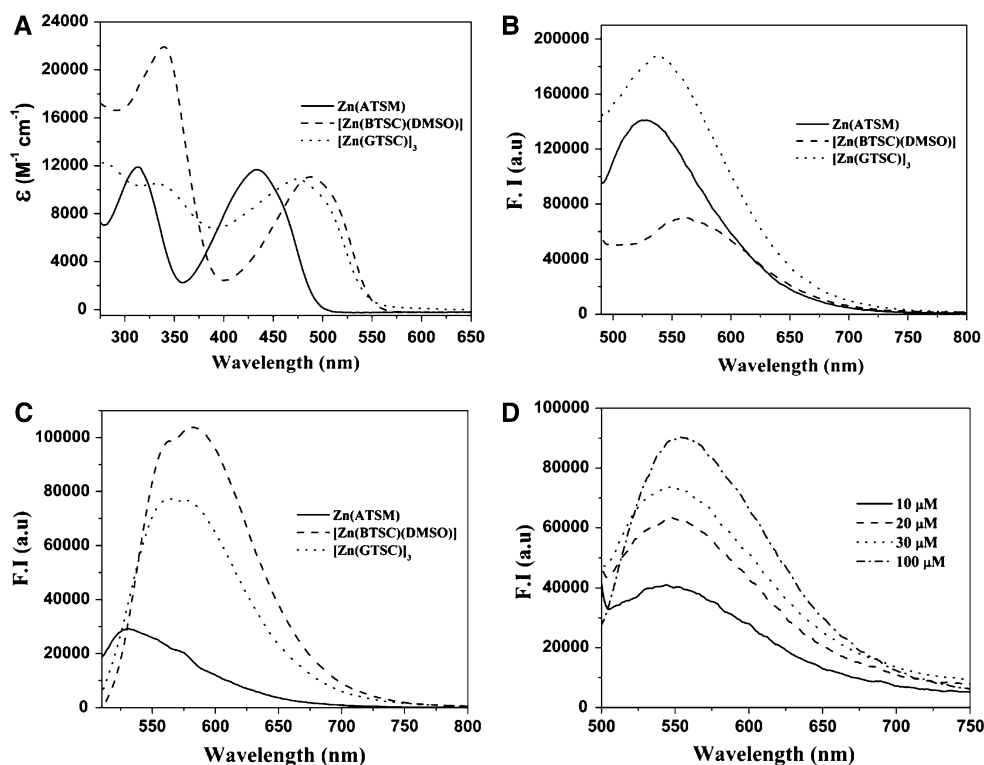 A
24000
20000
16000
12000
8000
4000
0
ε (M⁻¹ cm⁻¹)
Zn(ATSM)
[Zn(BTSC)(DMSO)]
[Zn(GTSC)]₃
300 350 400 450 500 550 600 650
Wavelength (nm)
B
200000
160000
120000
80000
40000
0
F. I (a.u)
Zn(ATSM)
[Zn(BTSC)(DMSO)]
[Zn(GTSC)]₃
500 550 600 650 700 750 800
Wavelength (nm)
C
100000
80000
60000
40000
20000
0
F.I (a.u)
Zn(ATSM)
[Zn(BTSC)(DMSO)]
[Zn(GTSC)]₃
550 600 650 700 750 800
Wavelength (nm)
D
100000
80000
60000
40000
20000
0
F.I (a.u)
10 μM
20 μM
30 μM
100 μM
500 550 600 650 700 750
Wavelength (nm)